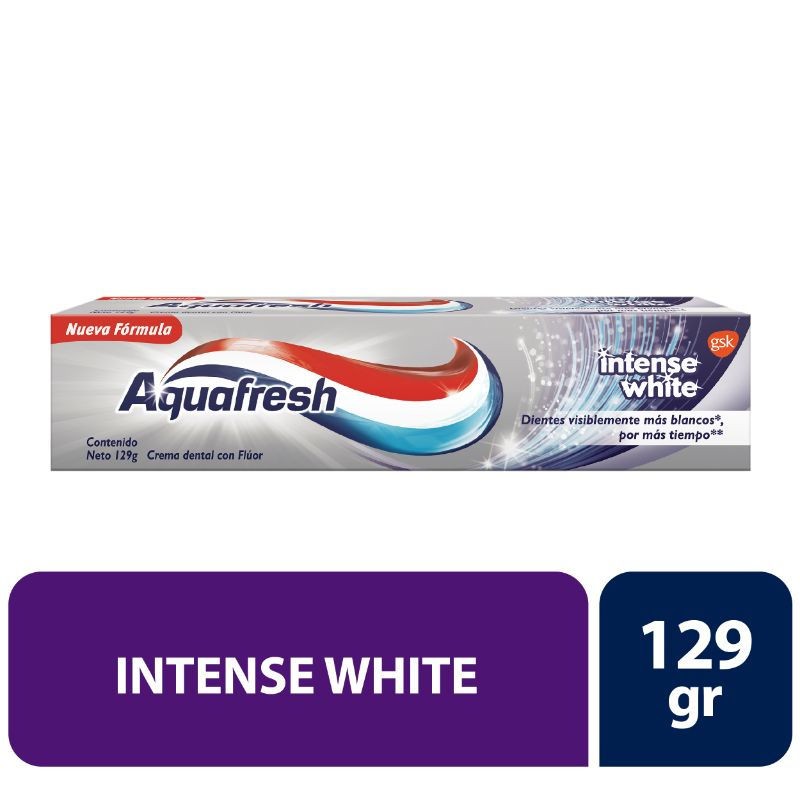 Nueva Fórmula
Aquafresh
Contenido
Neto 129g Crema dental con Flúor
gsk
intense
white
Dientes visiblemente más blancos*,
por más tiempo**
INTENSE WHITE
129
gr